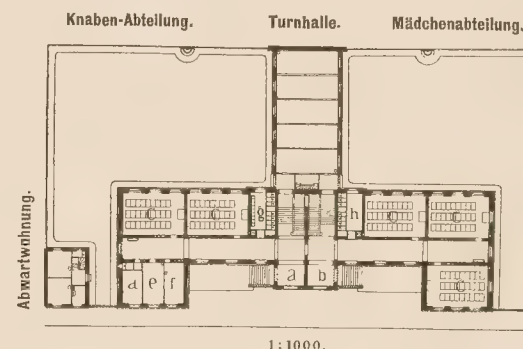 Knaben-Abteilung. Turnhalle. Mädchenabteilung.
Abwartwohnung.
C C g h C C
a b
d e f C
1:1000.